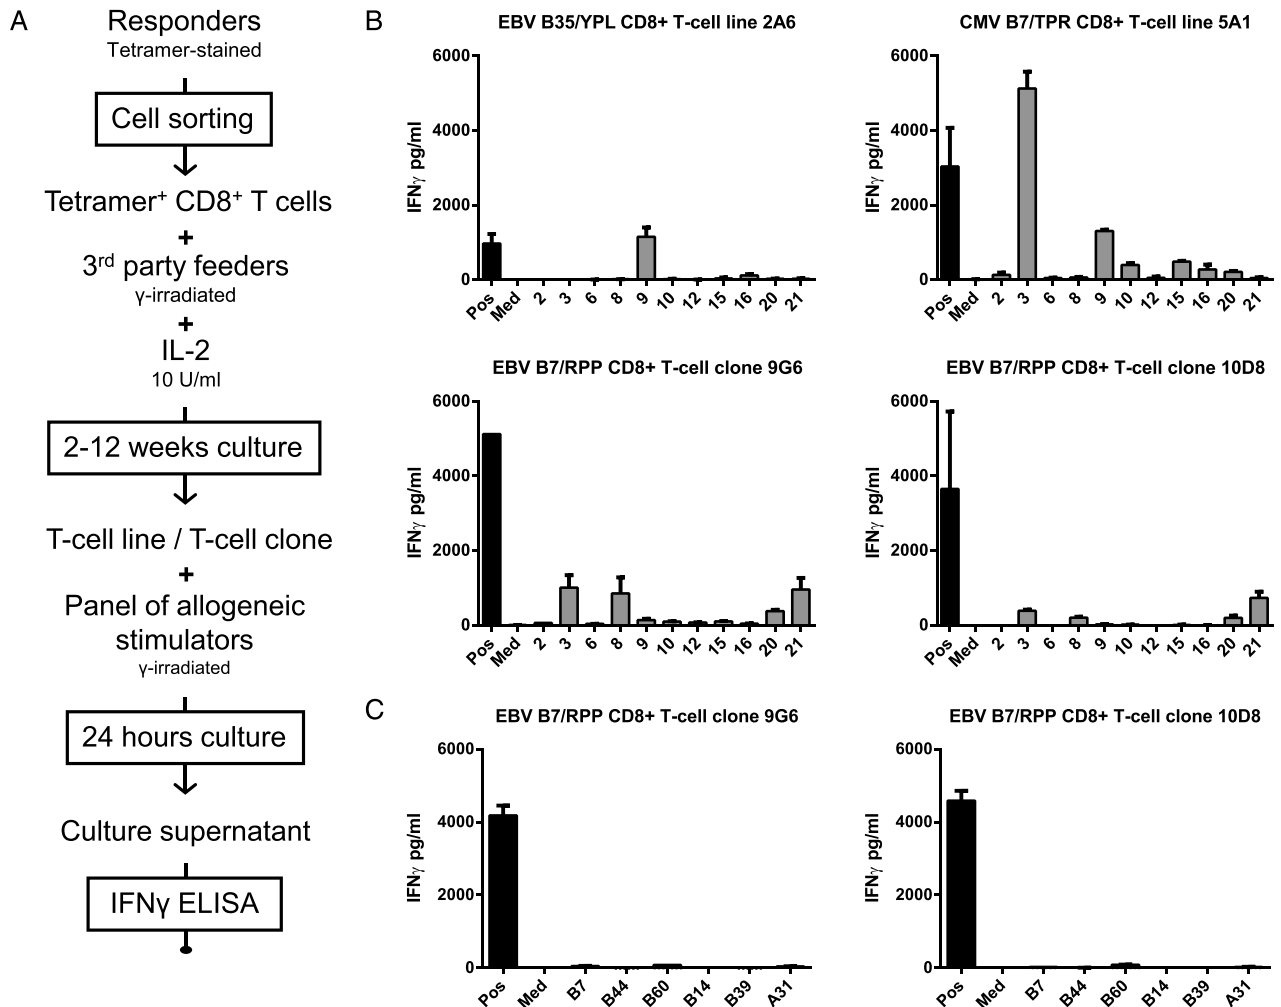 A
Responders
Tetramer-stained
Cell sorting
Tetramer⁺ CD8⁺ T cells
+
3ʳᵈ party feeders
γ-irradiated
+
IL-2
10 U/ml
2-12 weeks culture
T-cell line / T-cell clone
+
Panel of allogeneic
stimulators
γ-irradiated
24 hours culture
Culture supernatant
IFNγ ELISA
B
EBV B35/YPL CD8+ T-cell line 2A6
IFNγ pg/ml
6000
4000
2000
0
Pos Med 2 3 6 8 9 10 12 15 16 20 21
CMV B7/TPR CD8+ T-cell line 5A1
IFNγ pg/ml
6000
4000
2000
0
Pos Med 2 3 6 8 9 10 12 15 16 20 21
EBV B7/RPP CD8+ T-cell clone 9G6
IFNγ pg/ml
6000
4000
2000
0
Pos Med 2 3 6 8 9 10 12 15 16 20 21
EBV B7/RPP CD8+ T-cell clone 10D8
IFNγ pg/ml
6000
4000
2000
0
Pos Med 2 3 6 8 9 10 12 15 16 20 21
C
EBV B7/RPP CD8+ T-cell clone 9G6
IFNγ pg/ml
6000
4000
2000
0
Pos Med B7 B44 B60 B14 B39 A31
EBV B7/RPP CD8+ T-cell clone 10D8
IFNγ pg/ml
6000
4000
2000
0
Pos Med B7 B44 B60 B14 B39 A31